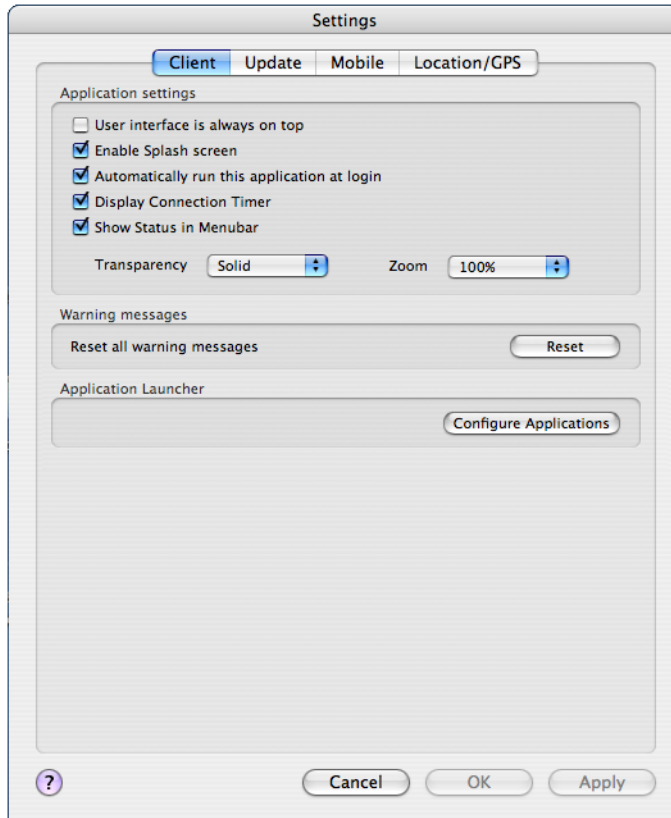 Settings
Client Update Mobile Location/GPS
Application settings
User interface is always on top
Enable Splash screen
Automatically run this application at login
Display Connection Timer
Show Status in Menubar
Transparency Solid Zoom 100%
Warning messages
Reset all warning messages Reset
Application Launcher
Configure Applications
? Cancel OK Apply